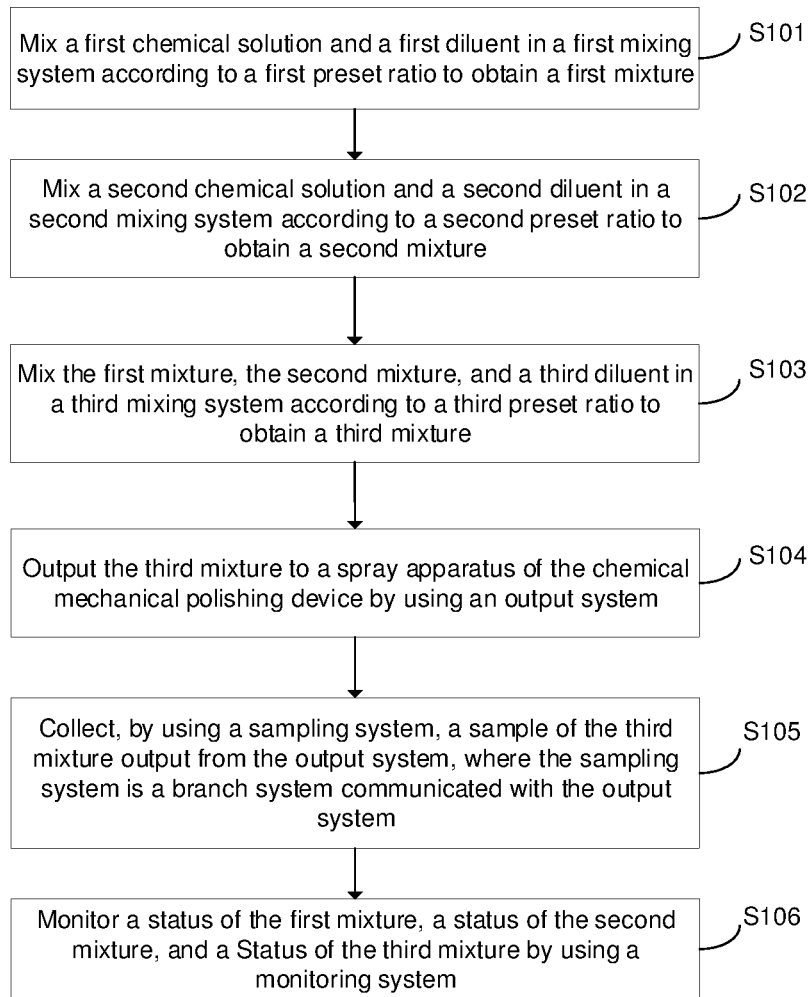 Mix a first chemical solution and a first diluent in a first mixing
system according to a first preset ratio to obtain a first mixture
S101
Mix a second chemical solution and a second diluent in a
second mixing system according to a second preset ratio to
obtain a second mixture
S102
Mix the first mixture, the second mixture, and a third diluent in
a third mixing system according to a third preset ratio to
obtain a third mixture
S103
Output the third mixture to a spray apparatus of the chemical
mechanical polishing device by using an output system
S104
Collect, by using a sampling system, a sample of the third
mixture output from the output system, where the sampling
system is a branch system communicated with the output
system
S105
Monitor a status of the first mixture, a status of the second
mixture, and a Status of the third mixture by using a
monitoring system
S106